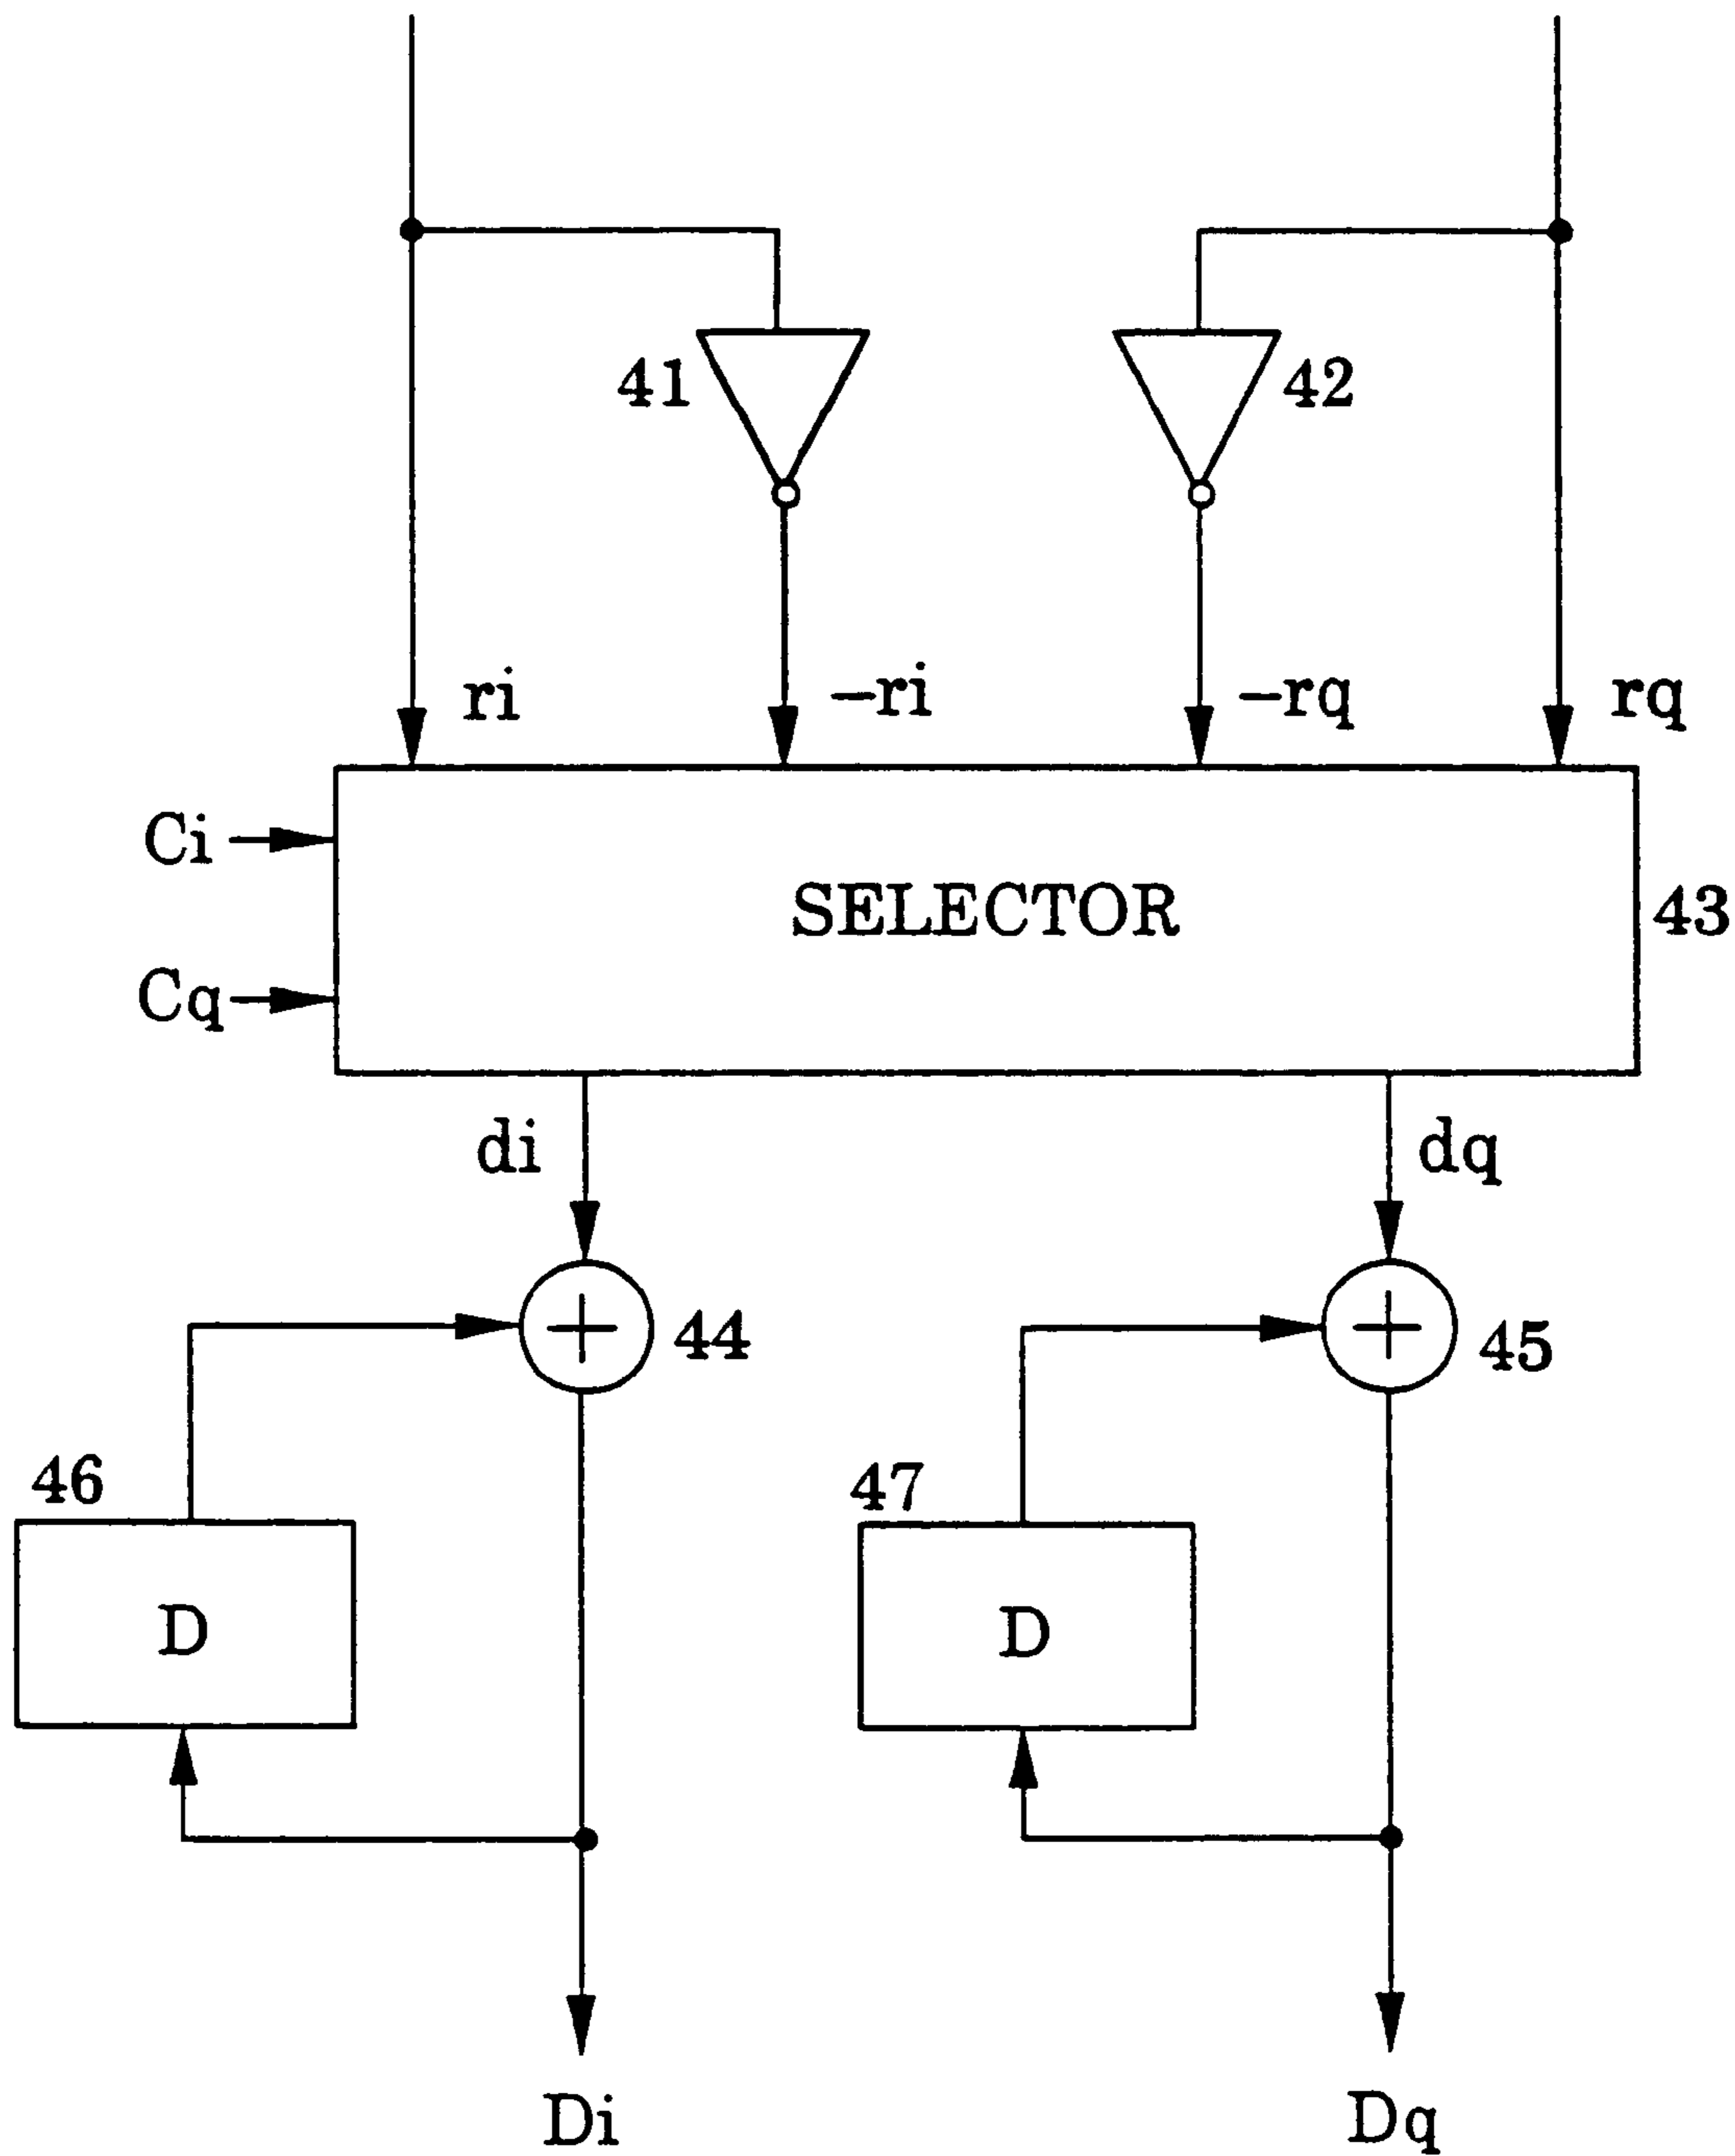 41
42
ri
–ri
–rq
rq
Ci
SELECTOR
43
Cq
di
dq
44
45
46
47
D
D
Di
Dq